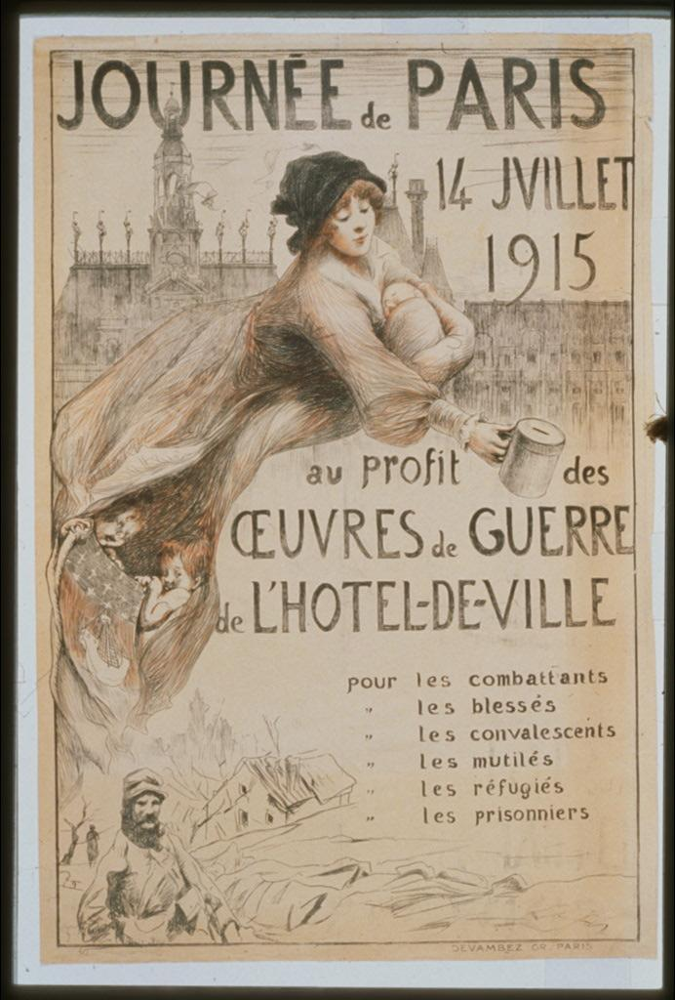 JOURNÉE de PARIS
14 JVILLET
1915
au profit des
ŒUVRES de GUERRE
de L'HOTEL-DE-VILLE
pour les combattants
" les blessés
" les convalescents
" les mutilés
" les réfugiés
" les prisonniers
DEVAMBEZ GR. PARIS